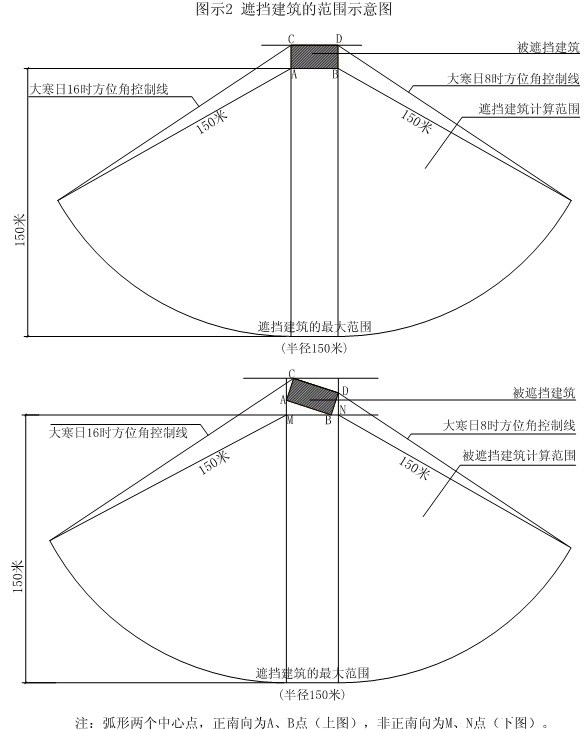 图示2 遮挡建筑的范围示意图
C
D
被遮挡建筑
A
B
大寒日16时方位角控制线
大寒日8时方位角控制线
150米
150米
遮挡建筑计算范围
150米
遮挡建筑的最大范围
(半径150米)
C
A
D
被遮挡建筑
M
B
N
大寒日16时方位角控制线
大寒日8时方位角控制线
150米
150米
被遮挡建筑计算范围
150米
遮挡建筑的最大范围
(半径150米)
注: 弧形两个中心点, 正南向为A、B点 (上图) , 非正南向为M、N点 (下图) 。